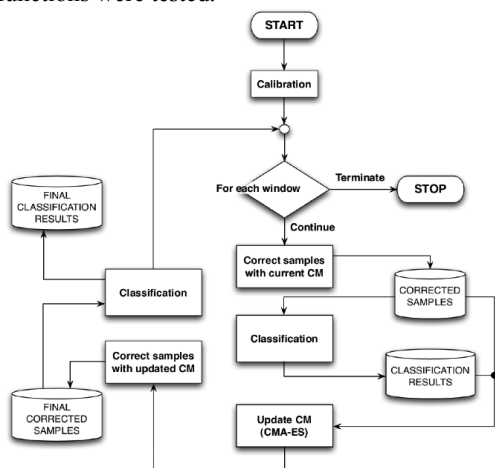 functions were tested.
START
Calibration
For each window
Terminate
STOP
Continue
Correct samples
with current CM
CORRECTED
SAMPLES
Classification
CLASSIFICATION
RESULTS
Update CM
(CMA-ES)
Correct samples
with updated CM
FINAL
CORRECTED
SAMPLES
Classification
FINAL
CLASSIFICATION
RESULTS